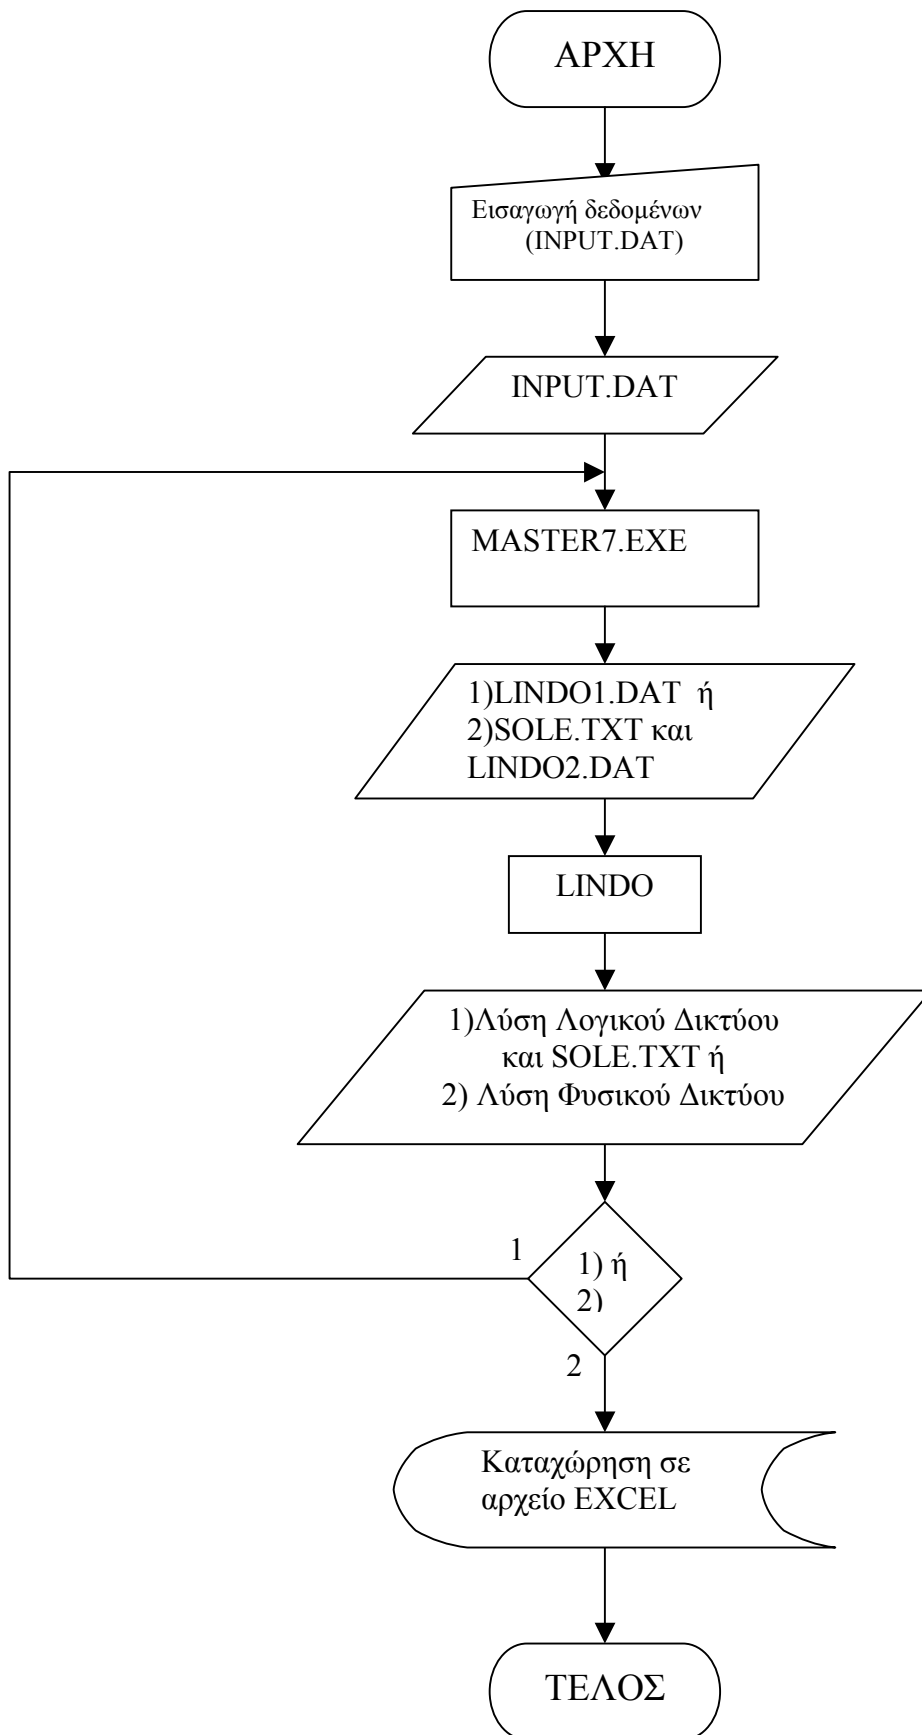 ΑΡΧΗ
Εισαγωγή δεδομένων
(INPUT.DAT)
INPUT.DAT
MASTER7.EXE
1)LINDO1.DAT ή
2)SOLE.TXT και
LINDO2.DAT
LINDO
1)Λύση Λογικού Δικτύου
και SOLE.TXT ή
2) Λύση Φυσικού Δικτύου
1
1) ή
2)
2
Καταχώρηση σε
αρχείο EXCEL
ΤΕΛΟΣ